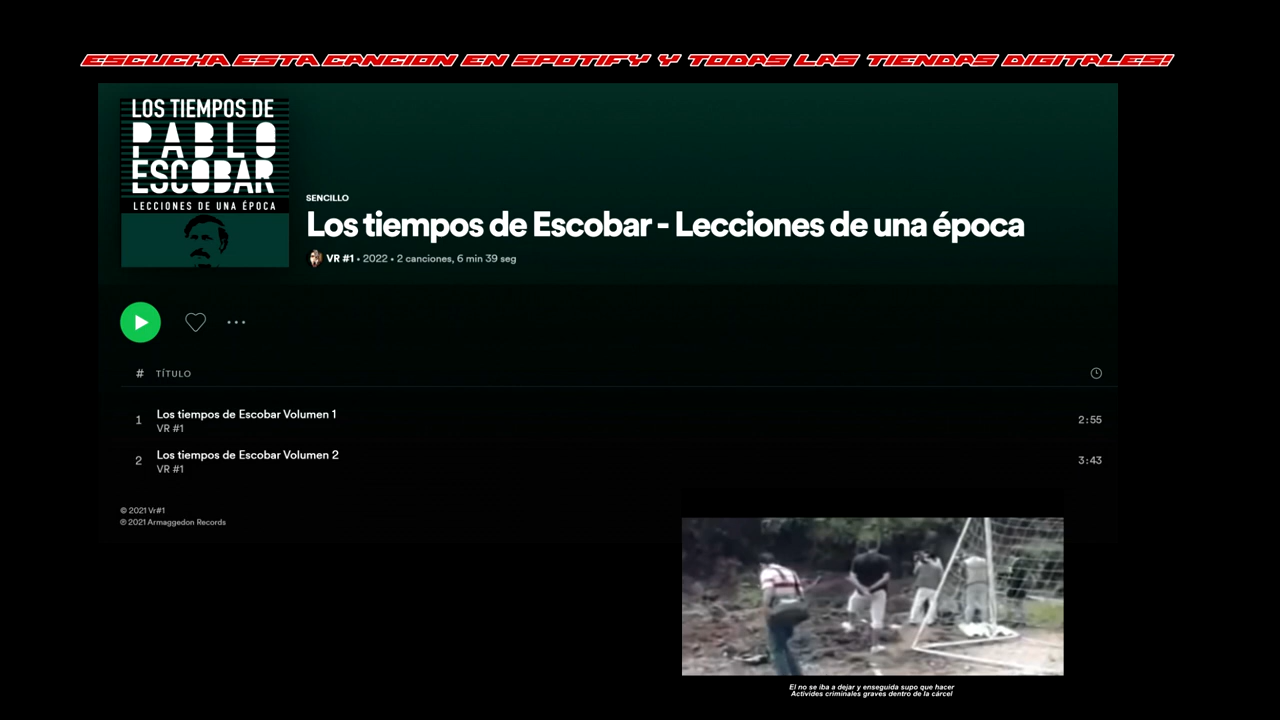 ESCUCHA ESTA CANCION EN SPOTIFY Y TODAS LAS TIENDAS DIGITALES!
LOS TIEMPOS DE
PABLO
ESCOBAR
LECCIONES DE UNA ÉPOCA
SENCILLO
Los tiempos de Escobar - Lecciones de una época
VR #1 • 2022 • 2 canciones, 6 min 39 seg
# TÍTULO
1 Los tiempos de Escobar Volumen 1 2:55
VR #1
2 Los tiempos de Escobar Volumen 2 3:43
VR #1
© 2021 Vr#1
℗ 2021 Armaggedon Records
El no se iba a dejar y enseguida supo que hacer
Activides criminales graves dentro de la cárcel